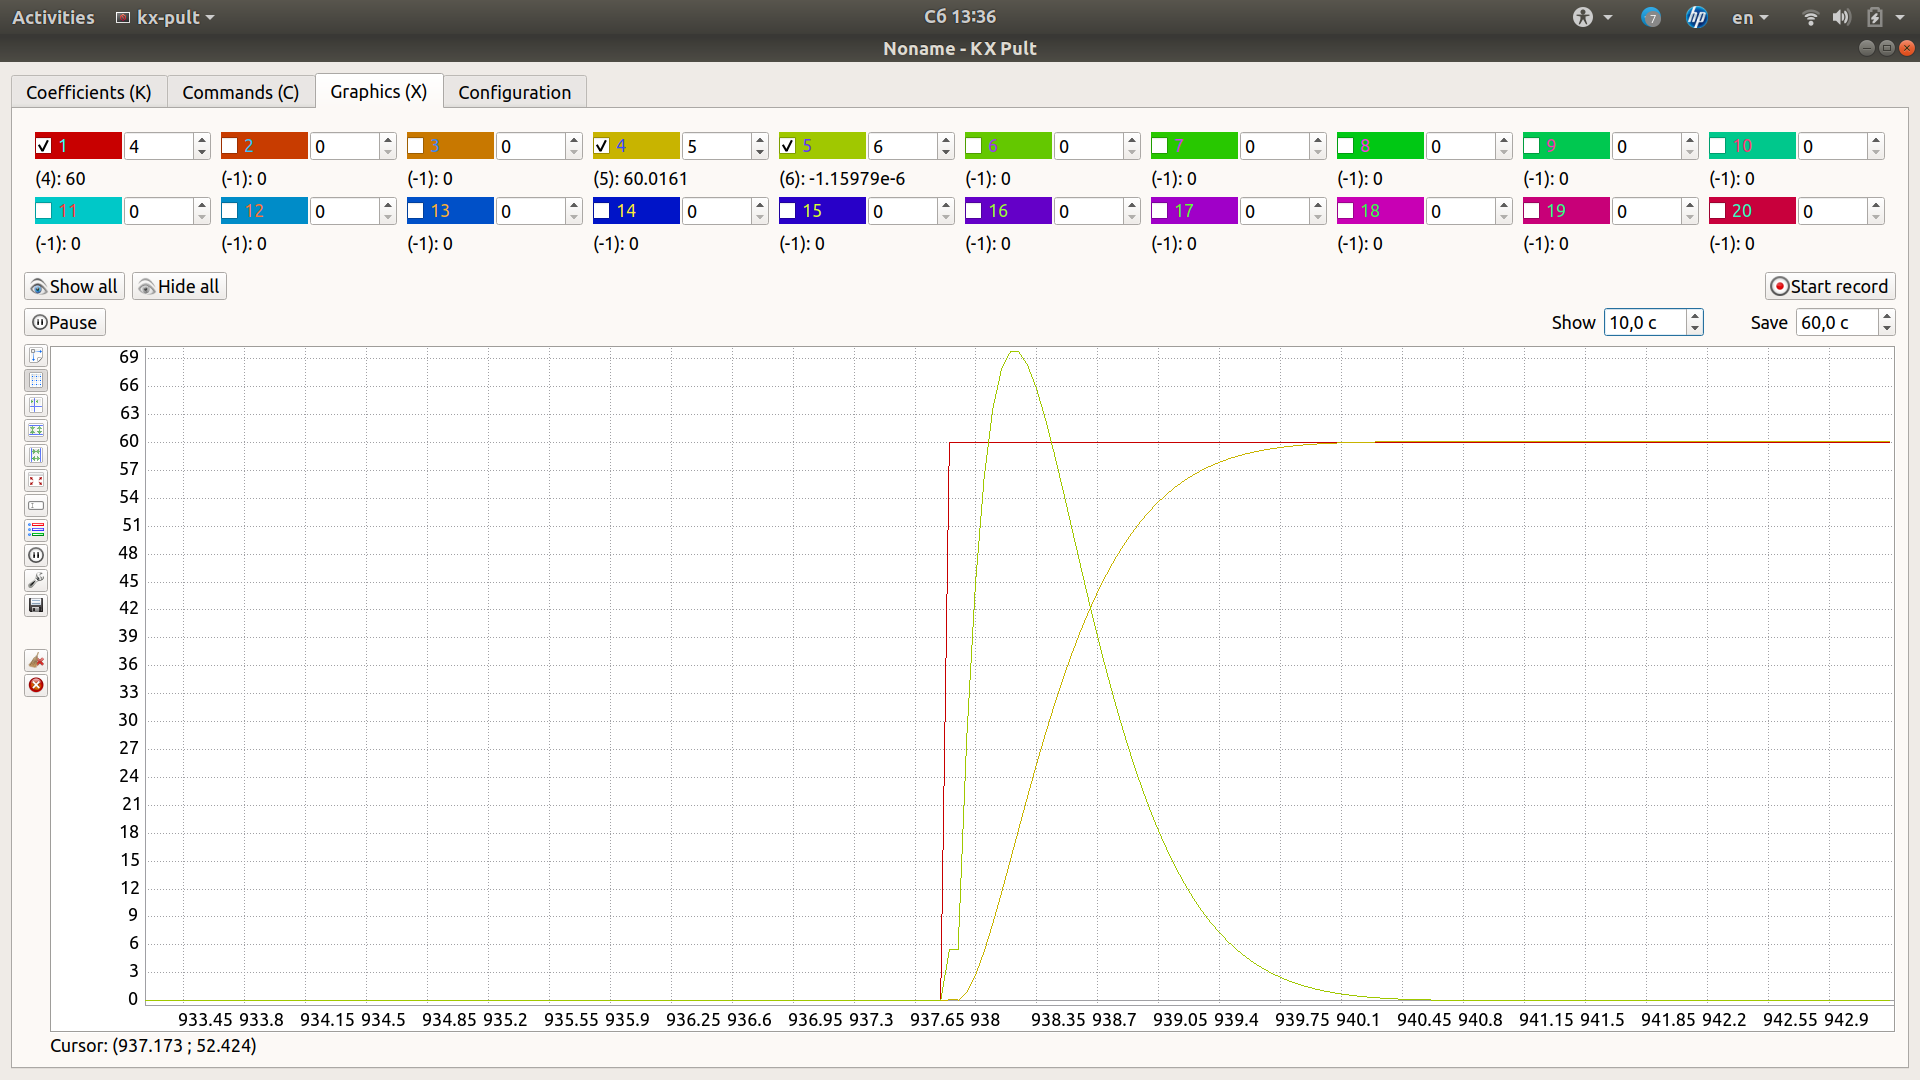 Activities kx-pult Сб 13:36 7 hp en
Noname - KX Pult
Coefficients (K) Commands (C) Graphics (X) Configuration
1 4 2 0 3 0 4 5 5 6 6 0 7 0 8 0 9 0 10 0
(4): 60 (-1): 0 (-1): 0 (5): 60.0161 (6): -1.15979e-6 (-1): 0 (-1): 0 (-1): 0 (-1): 0 (-1): 0
11 0 12 0 13 0 14 0 15 0 16 0 17 0 18 0 19 0 20 0
(-1): 0 (-1): 0 (-1): 0 (-1): 0 (-1): 0 (-1): 0 (-1): 0 (-1): 0 (-1): 0 (-1): 0
Show all Hide all Start record
Pause Show 10,0 c Save 60,0 c
69
66
63
60
57
54
51
48
45
42
39
36
33
30
27
24
21
18
15
12
9
6
3
0
933.45 933.8 934.15 934.5 934.85 935.2 935.55 935.9 936.25 936.6 936.95 937.3 937.65 938 938.35 938.7 939.05 939.4 939.75 940.1 940.45 940.8 941.15 941.5 941.85 942.2 942.55 942.9
Cursor: (937.173 ; 52.424)